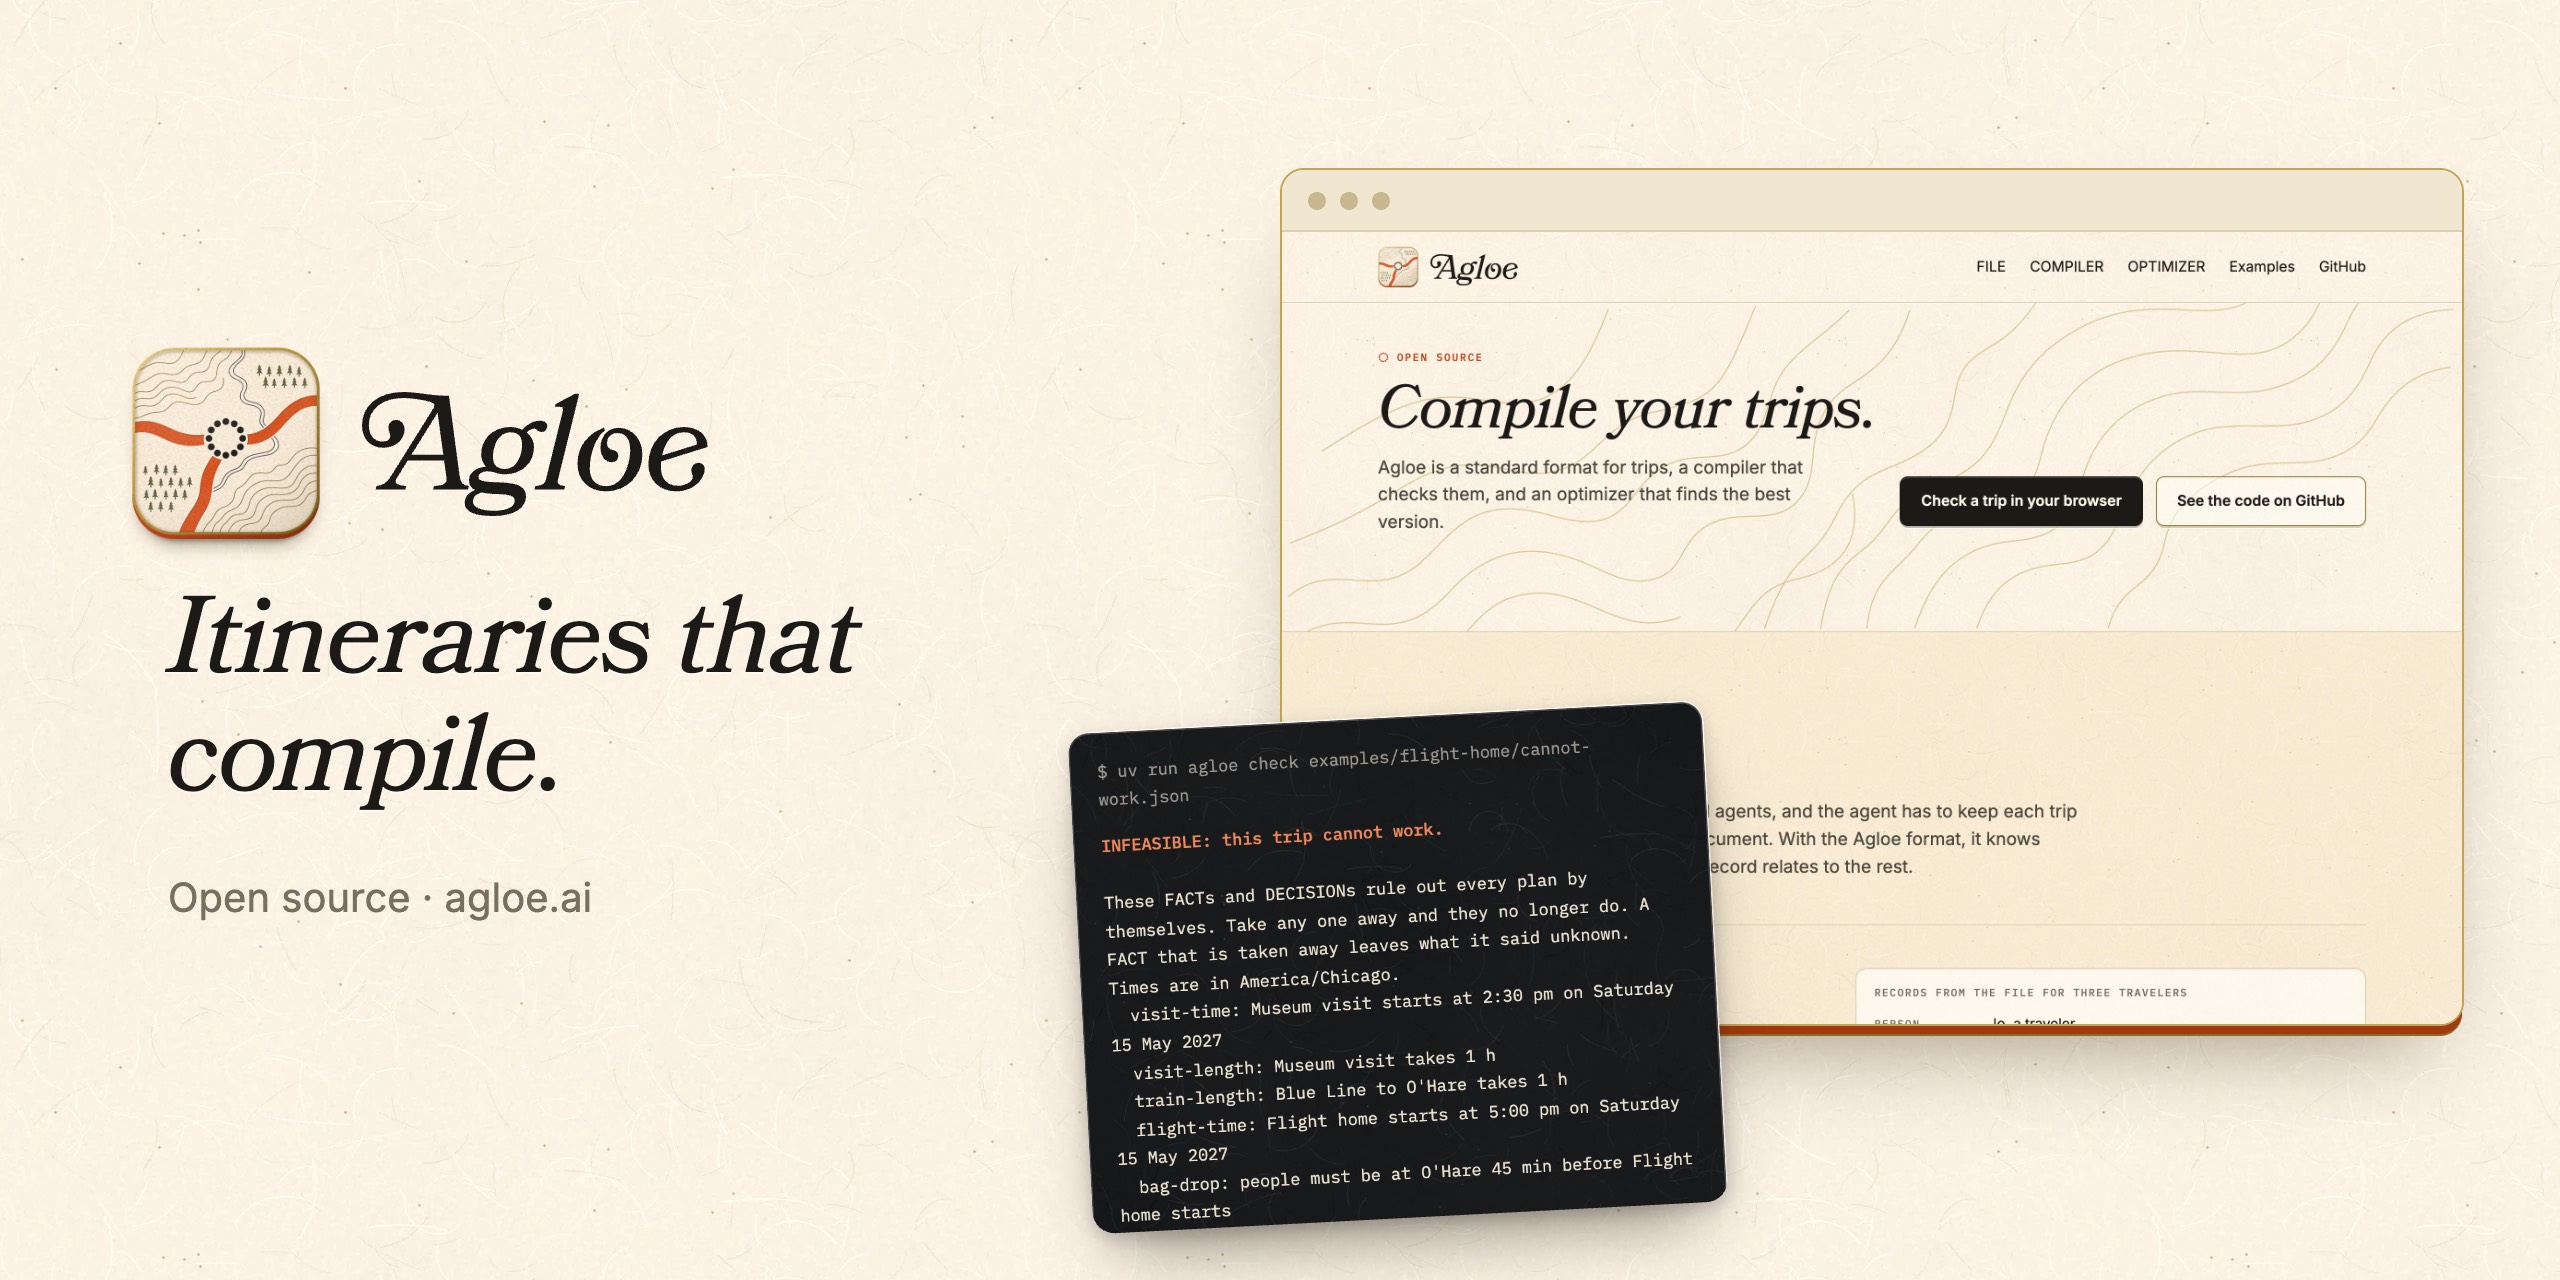 Agloe
Itineraries that
compile.
Open source · agloe.ai
Agloe
FILE COMPILER OPTIMIZER Examples GitHub
OPEN SOURCE
Compile your trips.
Agloe is a standard format for trips, a compiler that
checks them, and an optimizer that finds the best
version.
Check a trip in your browser
See the code on GitHub
agents, and the agent has to keep each trip
With the Agloe format, it knows
relates to the rest.
RECORDS FROM THE FILE FOR THREE TRAVELERS
PERSON Jo, a traveler
$ uv run agloe check examples/flight-home/cannot-
work.json
INFEASIBLE: this trip cannot work.
These FACTs and DECISIONs rule out every plan by
themselves. Take any one away and they no longer do. A
FACT that is taken away leaves what it said unknown.
Times are in America/Chicago.
visit-time: Museum visit starts at 2:30 pm on Saturday
15 May 2027
visit-length: Museum visit takes 1 h
train-length: Blue Line to O'Hare takes 1 h
flight-time: Flight home starts at 5:00 pm on Saturday
15 May 2027
bag-drop: people must be at O'Hare 45 min before Flight
home starts